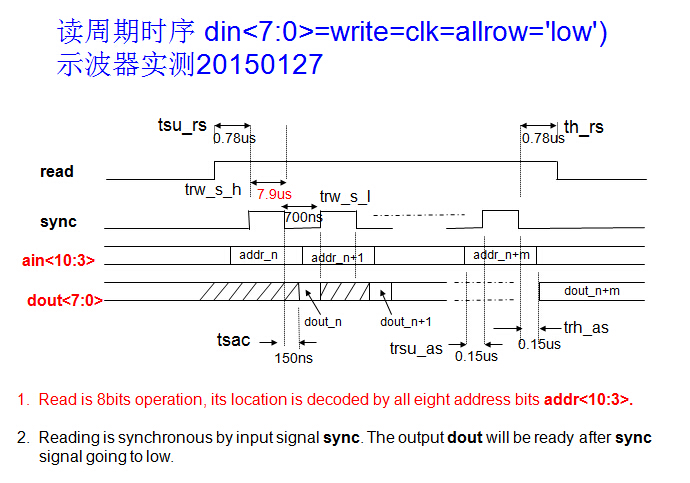 读周期时序 din<7:0>=write=clk=allrow='low')
示波器实测20150127
tsu_rs
0.78us
0.78us
th_rs
read
trw_s_h
7.9us
trw_s_l
sync
700ns
ain<10:3>
addr_n
addr_n+1
addr_n+m
dout<7:0>
dout_n+m
dout_n
dout_n+1
tsac
150ns
trsu_as
0.15us
0.15us
trh_as
1. Read is 8bits operation, its location is decoded by all eight address bits addr<10:3>.
2. Reading is synchronous by input signal sync. The output dout will be ready after sync
signal going to low.